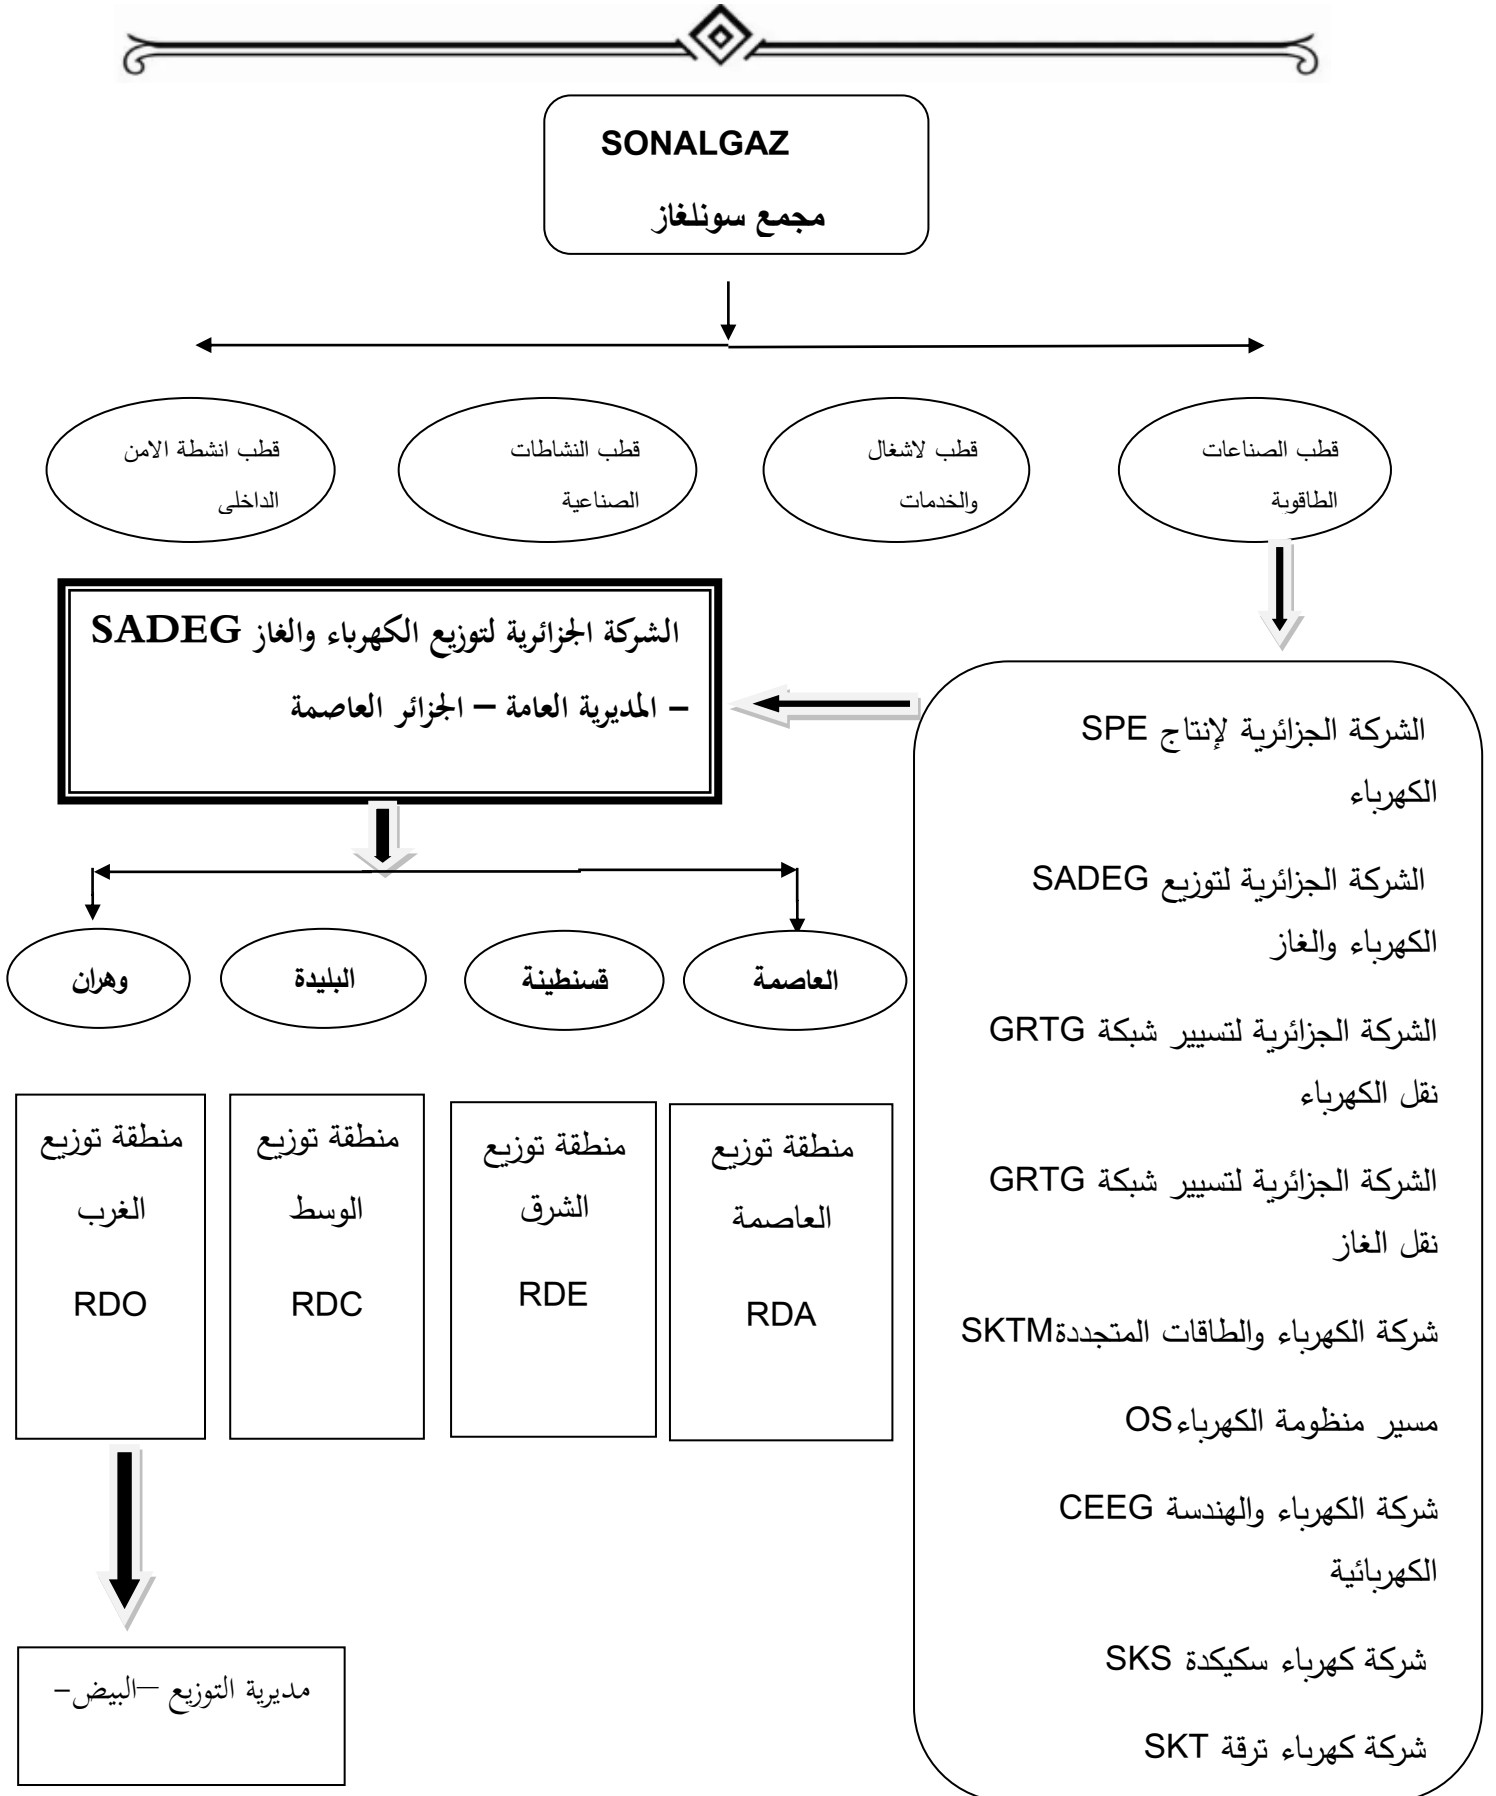 SONALGAZ
مجمع سونلغاز
قطب الصناعات
الطاقوية
قطب لاشغال
والخدمات
قطب النشاطات
الصناعية
قطب انشطة الامن
الداخلى
الشركة الجزائرية لتوزيع الكهرباء والغاز SADEG
– المديرية العامة – الجزائر العاصمة
الشركة الجزائرية لإنتاج SPE
الكهرباء
الشركة الجزائرية لتوزيع SADEG
الكهرباء والغاز
الشركة الجزائرية لتسيير شبكة GRTG
نقل الكهرباء
الشركة الجزائرية لتسيير شبكة GRTG
نقل الغاز
شركة الكهرباء والطاقات المتجددةSKTM
مسير منظومة الكهرباءOS
شركة الكهرباء والهندسة CEEG
الكهربائية
شركة كهرباء سكيكدة SKS
شركة كهرباء ترقة SKT
العاصمة
قسنطينة
البليدة
وهران
منطقة توزيع
العاصمة
RDA
منطقة توزيع
الشرق
RDE
منطقة توزيع
الوسط
RDC
منطقة توزيع
الغرب
RDO
مديرية التوزيع –البيض–